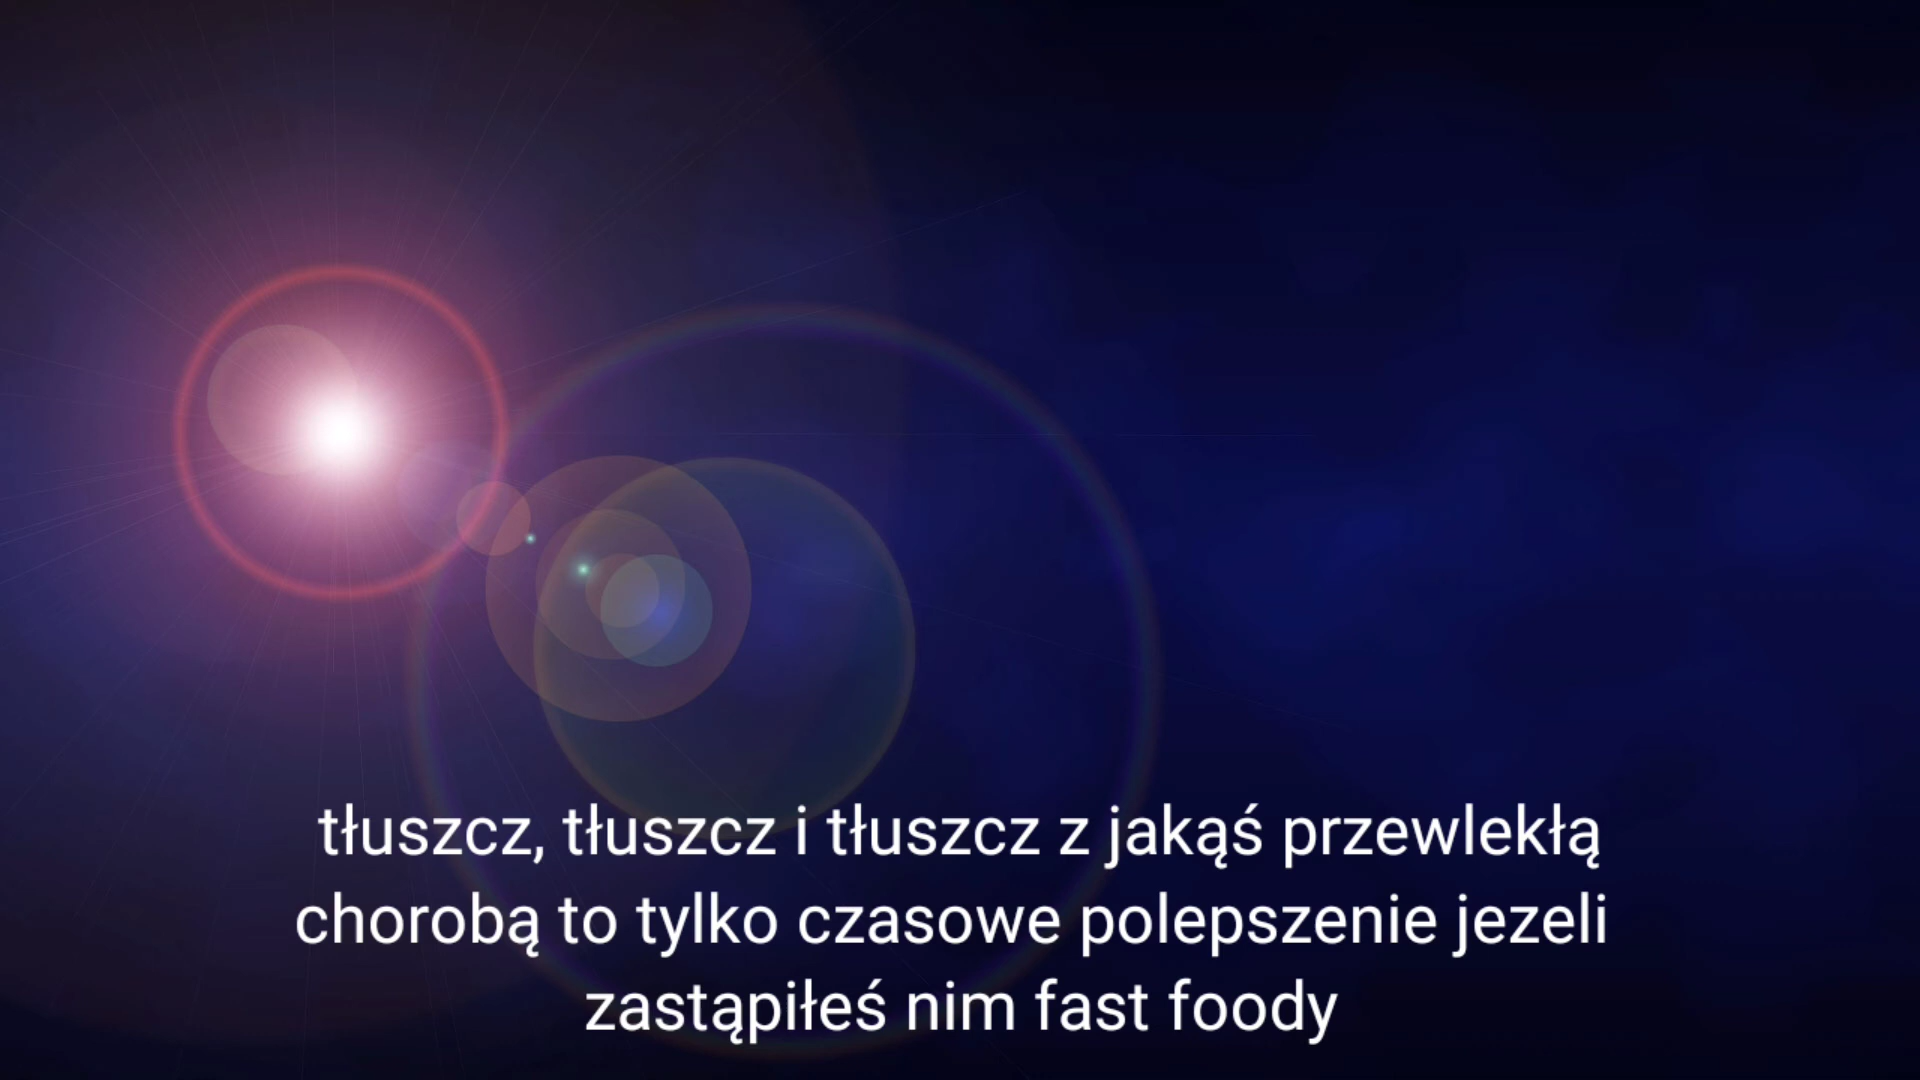 tłuszcz, tłuszcz i tłuszcz z jakąś przewlekłą
chorobą to tylko czasowe polepszenie jezeli
zastąpiłeś nim fast foody